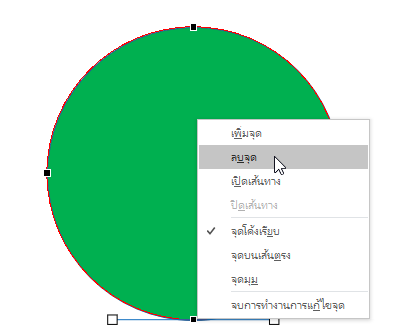 เพิ่มจุด
ลบจุด
เปิดเส้นทาง
ปิดเส้นทาง
จุดโค้งเรียบ
จุดบนเส้นตรง
จุดมุม
จบการทำงานการแก้ไขจุด